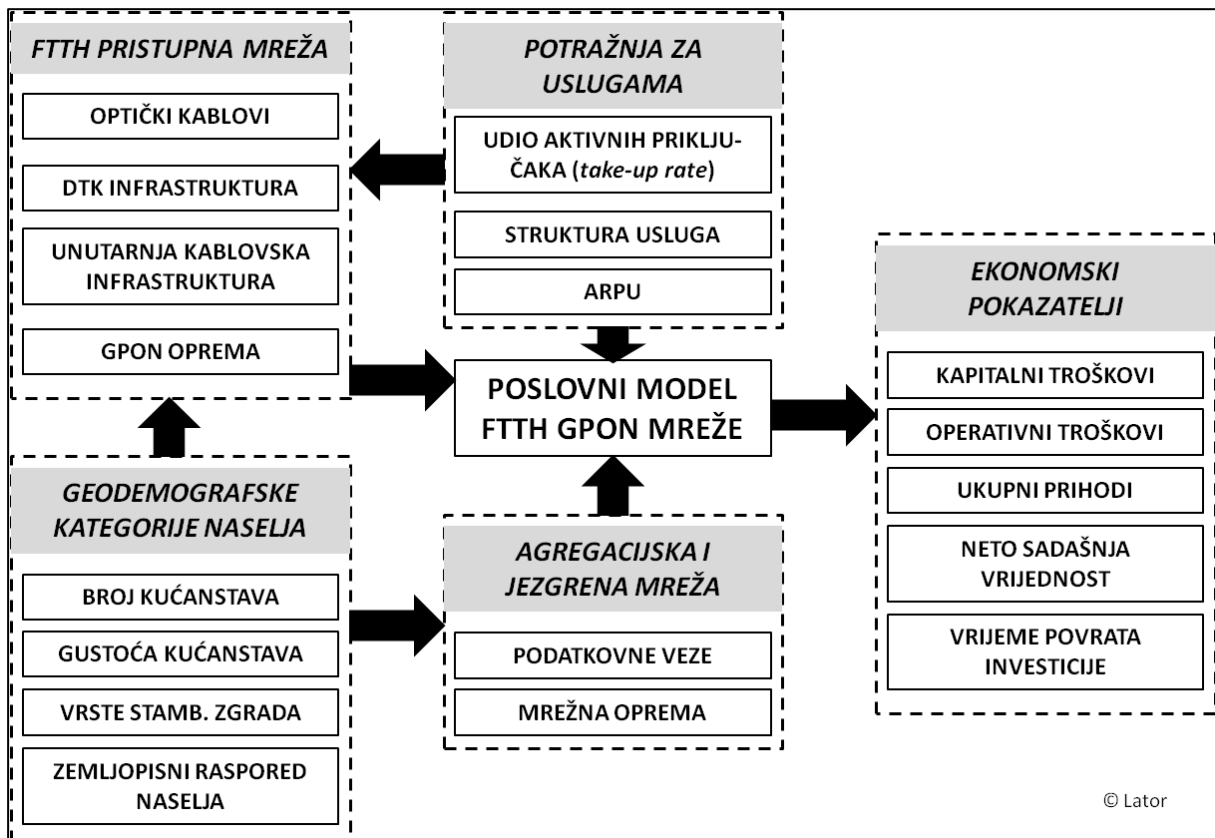 FTTH PRISTUPNA MREŽA
OPTIČKI KABLOVI
DTK INFRASTRUKTURA
UNUTARNJA KABLOVSKA
INFRASTRUKTURA
GPON OPREMA
POTRAŽNJA ZA
USLUGAMA
UDIO AKTIVNIH PRIKLJU-
ČAKA (take-up rate)
STRUKTURA USLUGA
ARPU
POSLOVNI MODEL
FTTH GPON MREŽE
GEODEMOGRAFSKE
KATEGORIJE NASELJA
BROJ KUĆANSTAVA
GUSTOĆA KUĆANSTAVA
VRSTE STAMB. ZGRADA
ZEMLJOPISNI RASPORED
NASELJA
AGREGACIJSKA I
JEZGRENA MREŽA
PODATKOVNE VEZE
MREŽNA OPREMA
EKONOMSKI
POKAZATELJI
KAPITALNI TROŠKOVI
OPERATIVNI TROŠKOVI
UKUPNI PRIHODI
NETO SADAŠNJA
VRIJEDNOST
VRIJEME POVRATA
INVESTICIJE
© Lator